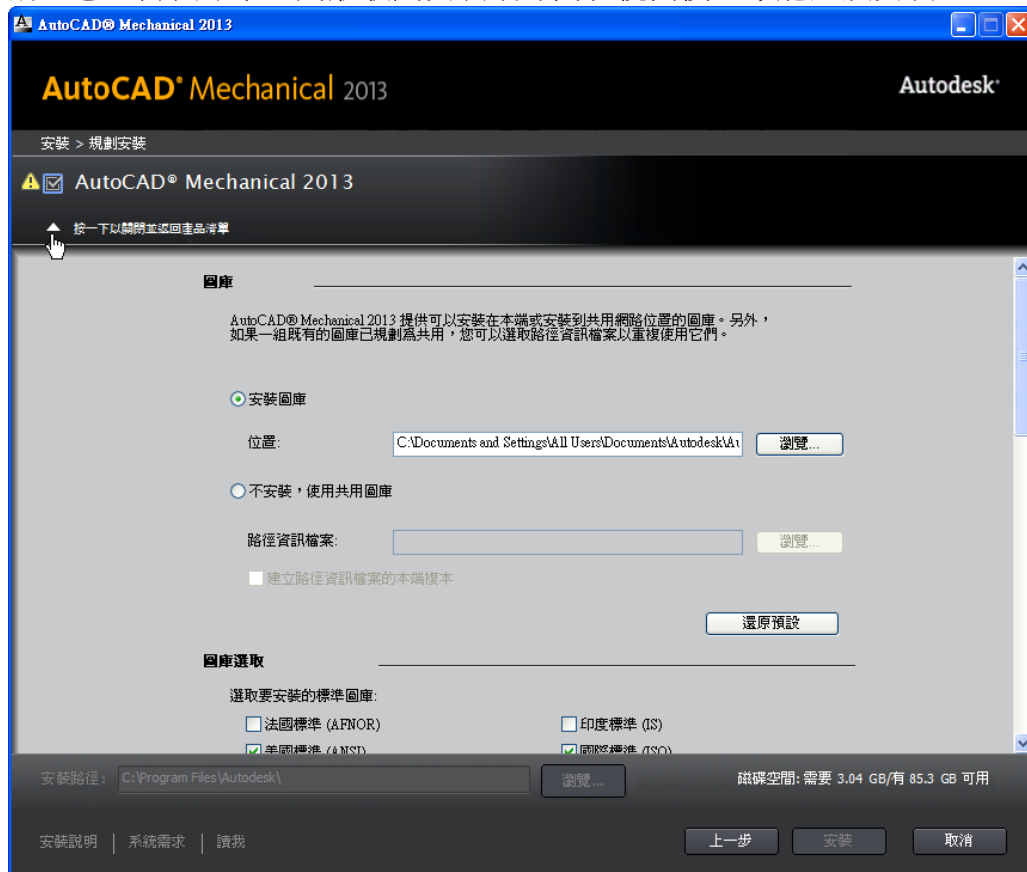 AutoCAD® Mechanical 2013
AutoCAD® Mechanical 2013
Autodesk®
安裝 > 規劃安裝
AutoCAD® Mechanical 2013
按一下以關閉並返回產品清單
圖庫
AutoCAD® Mechanical 2013 提供可以安裝在本端或安裝到共用網路位置的圖庫。另外，
如果一組既有的圖庫已規劃為共用，您可以選取路徑資訊檔案以重複使用它們。
安裝圖庫
位置:
C:\Documents and Settings\All Users\Documents\Autodesk\Au
瀏覽...
不安裝，使用共用圖庫
路徑資訊檔案:
瀏覽...
建立路徑資訊檔案的本端複本
還原預設
圖庫選取
選取要安裝的標準圖庫:
法國標準 (AFNOR) 印度標準 (IS)
美國標準 (ANSI) 國際標準 (ISO)
安裝路徑: C:\Program Files\Autodesk\ 瀏覽... 磁碟空間: 需要 3.04 GB/有 85.3 GB 可用
安裝說明 | 系統需求 | 讀我 上一步 安裝 取消